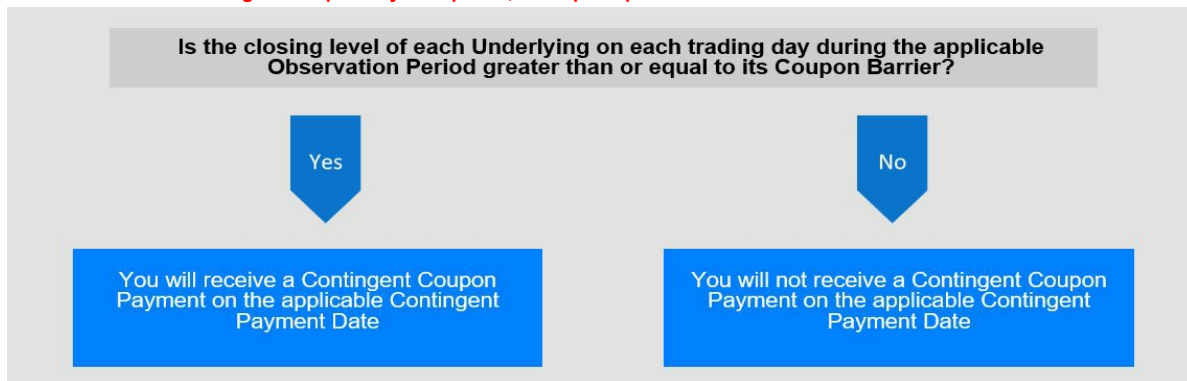 Is the closing level of each Underlying on each trading day during the applicable
Observation Period greater than or equal to its Coupon Barrier?
Yes
No
You will receive a Contingent Coupon
Payment on the applicable Contingent
Payment Date
You will not receive a Contingent Coupon
Payment on the applicable Contingent
Payment Date